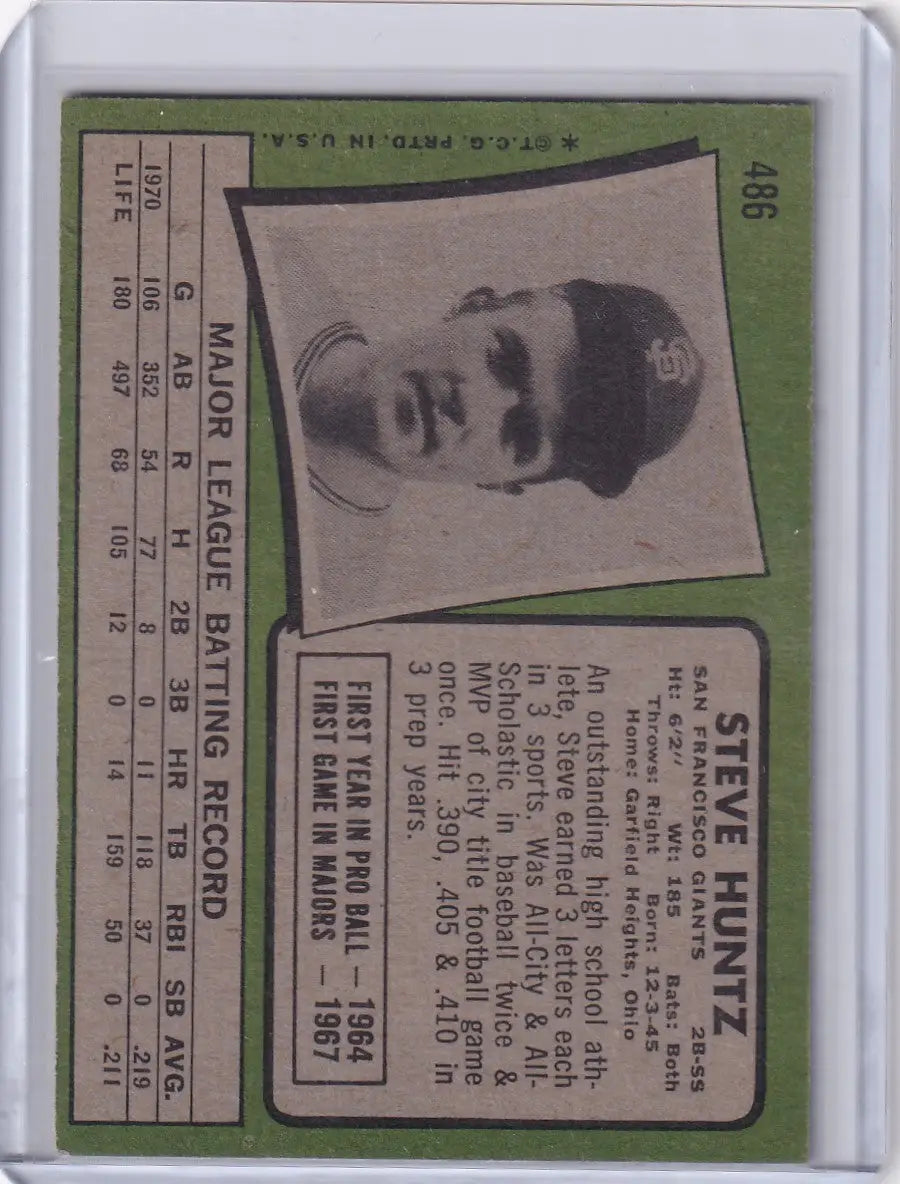 486
* ©T.C.G. PRTD. IN U.S.A.
SF
STEVE HUNTZ
SAN FRANCISCO GIANTS 2B-SS
Ht: 6'2" Wt: 185 Bats: Both
Throws: Right Born: 12-3-45
Home: Garfield Heights, Ohio
An outstanding high school ath-
lete, Steve earned 3 letters each
in 3 sports. Was All-City & All-
Scholastic in baseball twice &
MVP of city title football game
once. Hit .390, .405 & .410 in
3 prep years.
FIRST YEAR IN PRO BALL — 1964
FIRST GAME IN MAJORS — 1967
MAJOR LEAGUE BATTING RECORD
G AB R H 2B 3B HR TB RBI SB AVG.
1970 106 352 54 77 8 0 11 118 37 0 .219
LIFE 180 497 68 105 12 0 14 159 50 0 .211